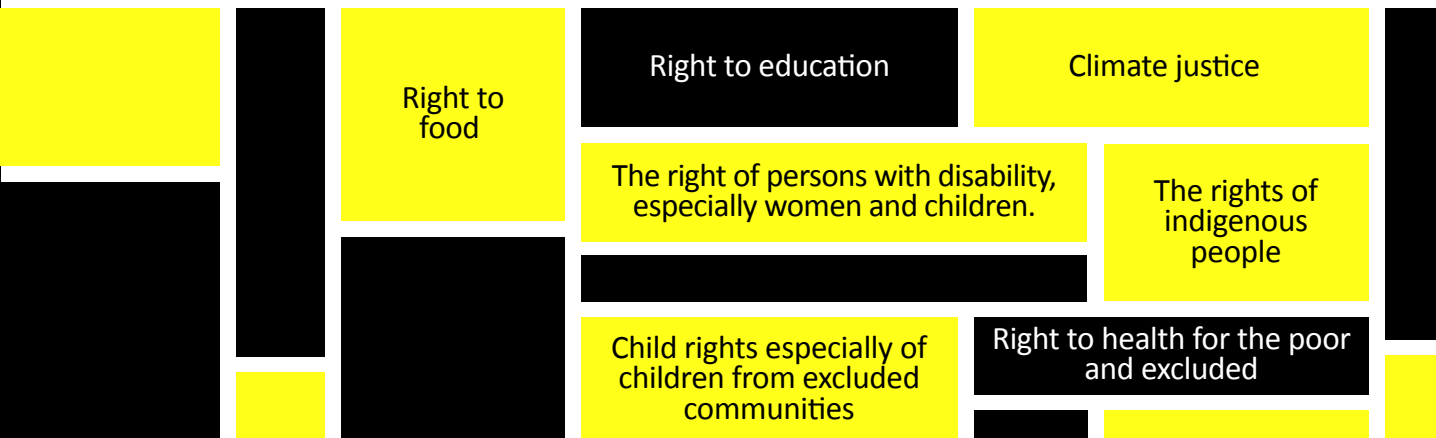 Right to
food
Right to education
Climate justice
The right of persons with disability,
especially women and children.
The rights of
indigenous
people
Child rights especially of
children from excluded
communities
Right to health for the poor
and excluded